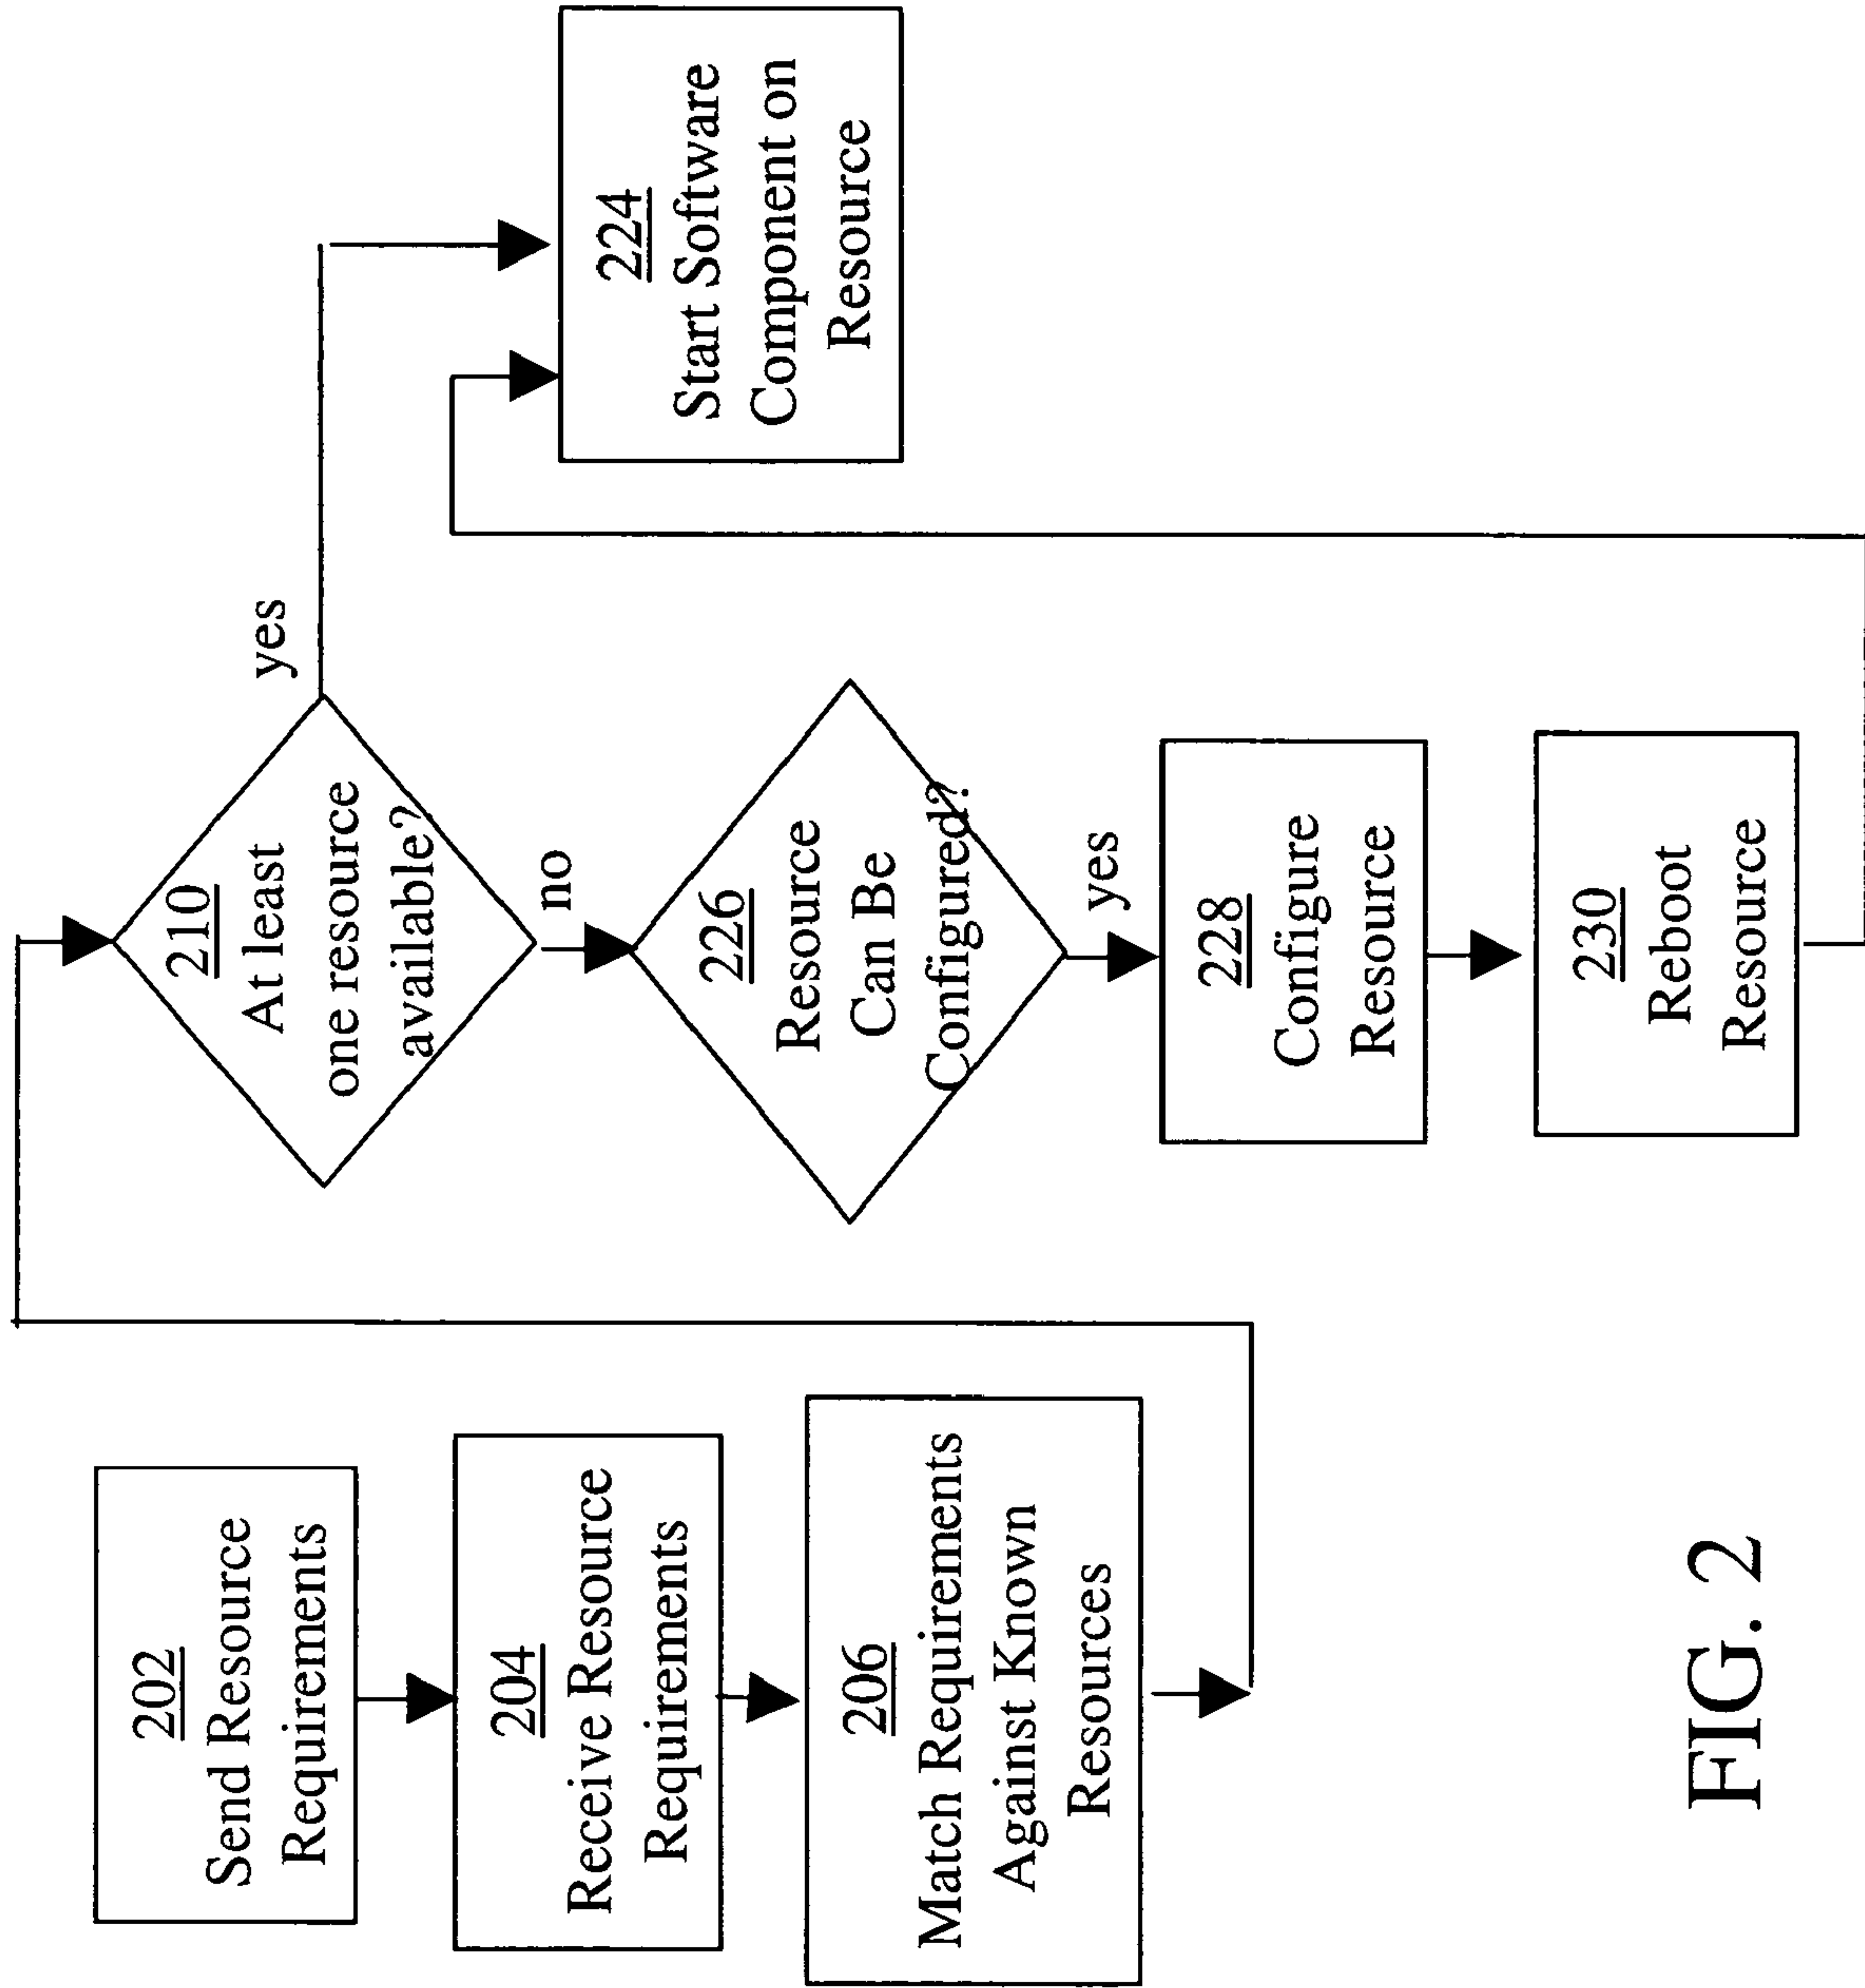 202
Send Resource
Requirements
204
Receive Resource
Requirements
206
Match Requirements
Against Known
Resources
210
At least
one resource
available?
yes
no
226
Resource
Can Be
Configured?
yes
228
Configure
Resource
230
Reboot
Resource
224
Start Software
Component on
Resource
FIG. 2